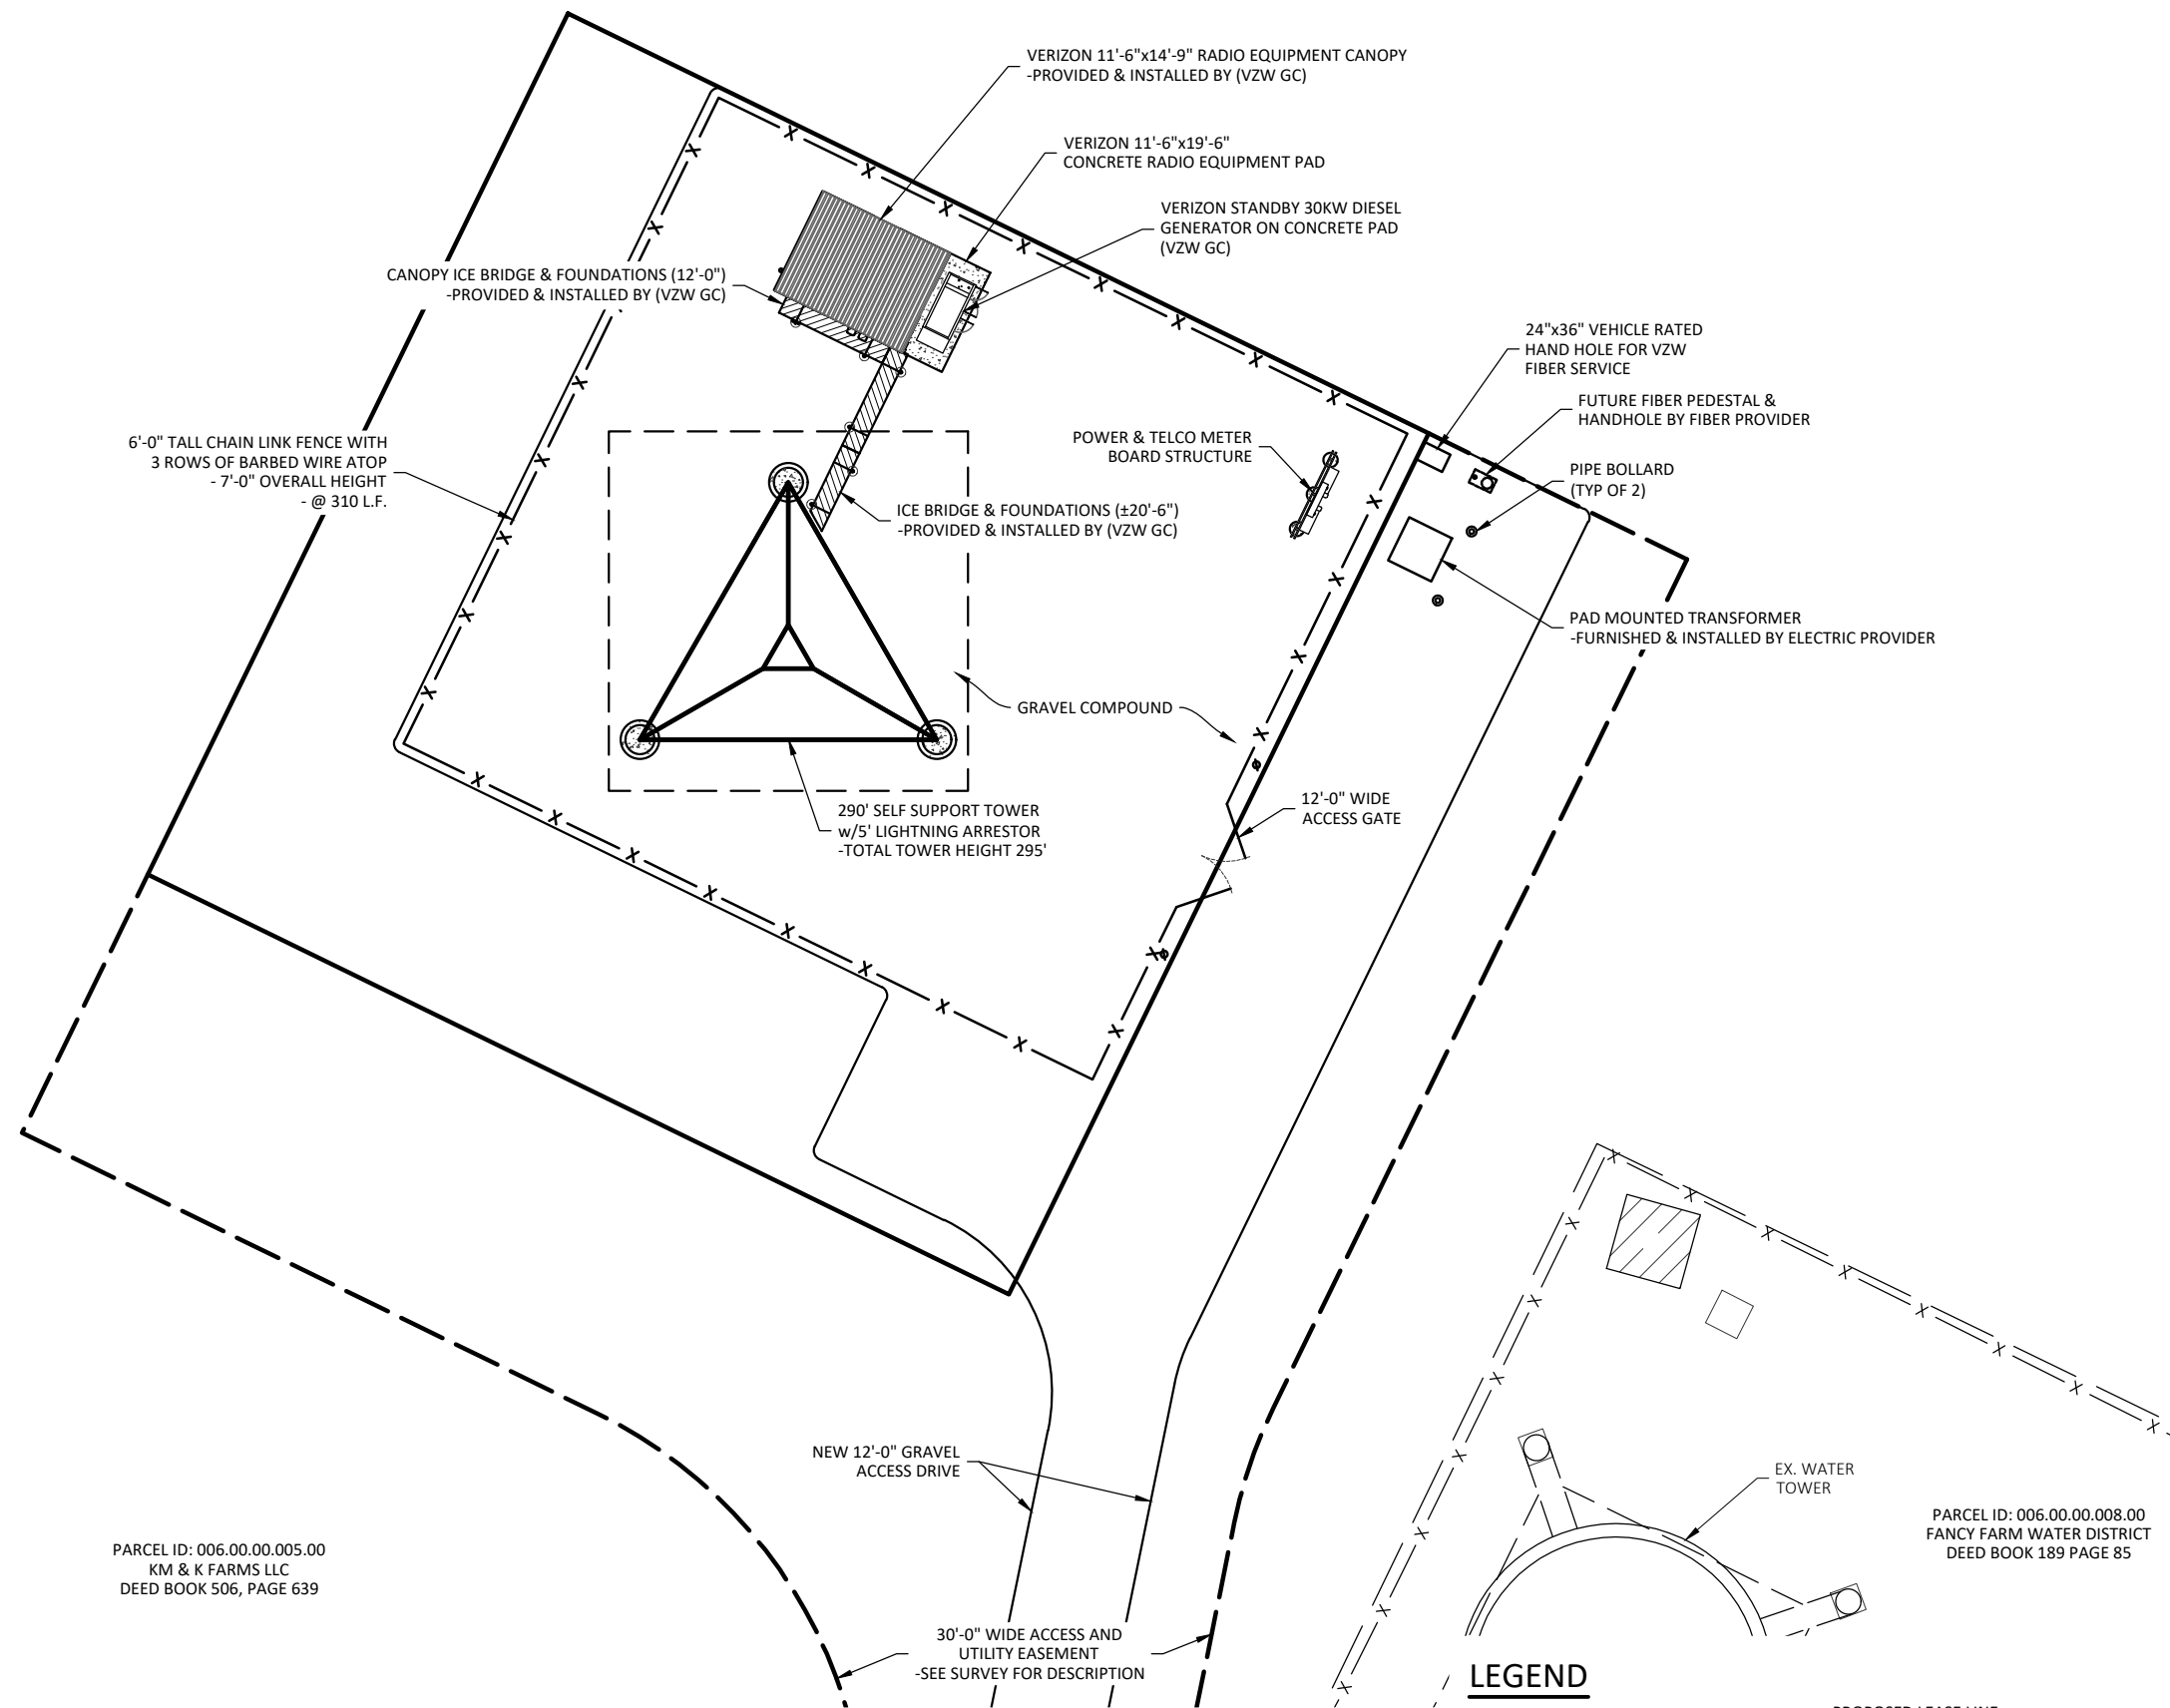 VERIZON 11'-6"x14'-9" RADIO EQUIPMENT CANOPY
-PROVIDED & INSTALLED BY (VZW GC)
VERIZON 11'-6"x19'-6"
CONCRETE RADIO EQUIPMENT PAD
VERIZON STANDBY 30KW DIESEL
GENERATOR ON CONCRETE PAD
(VZW GC)
CANOPY ICE BRIDGE & FOUNDATIONS (12'-0")
-PROVIDED & INSTALLED BY (VZW GC)
24"x36" VEHICLE RATED
HAND HOLE FOR VZW
FIBER SERVICE
FUTURE FIBER PEDESTAL &
HANDHOLE BY FIBER PROVIDER
6'-0" TALL CHAIN LINK FENCE WITH
3 ROWS OF BARBED WIRE ATOP
- 7'-0" OVERALL HEIGHT
- @ 310 L.F.
POWER & TELCO METER
BOARD STRUCTURE
PIPE BOLLARD
(TYP OF 2)
ICE BRIDGE & FOUNDATIONS (±20'-6")
-PROVIDED & INSTALLED BY (VZW GC)
PAD MOUNTED TRANSFORMER
-FURNISHED & INSTALLED BY ELECTRIC PROVIDER
GRAVEL COMPOUND
12'-0" WIDE
ACCESS GATE
290' SELF SUPPORT TOWER
w/5' LIGHTNING ARRESTOR
-TOTAL TOWER HEIGHT 295'
NEW 12'-0" GRAVEL
ACCESS DRIVE
EX. WATER
TOWER
PARCEL ID: 006.00.00.008.00
FANCY FARM WATER DISTRICT
DEED BOOK 189 PAGE 85
PARCEL ID: 006.00.00.005.00
KM & K FARMS LLC
DEED BOOK 506, PAGE 639
30'-0" WIDE ACCESS AND
UTILITY EASEMENT
-SEE SURVEY FOR DESCRIPTION
LEGEND
PROPOSED LEASE LINE